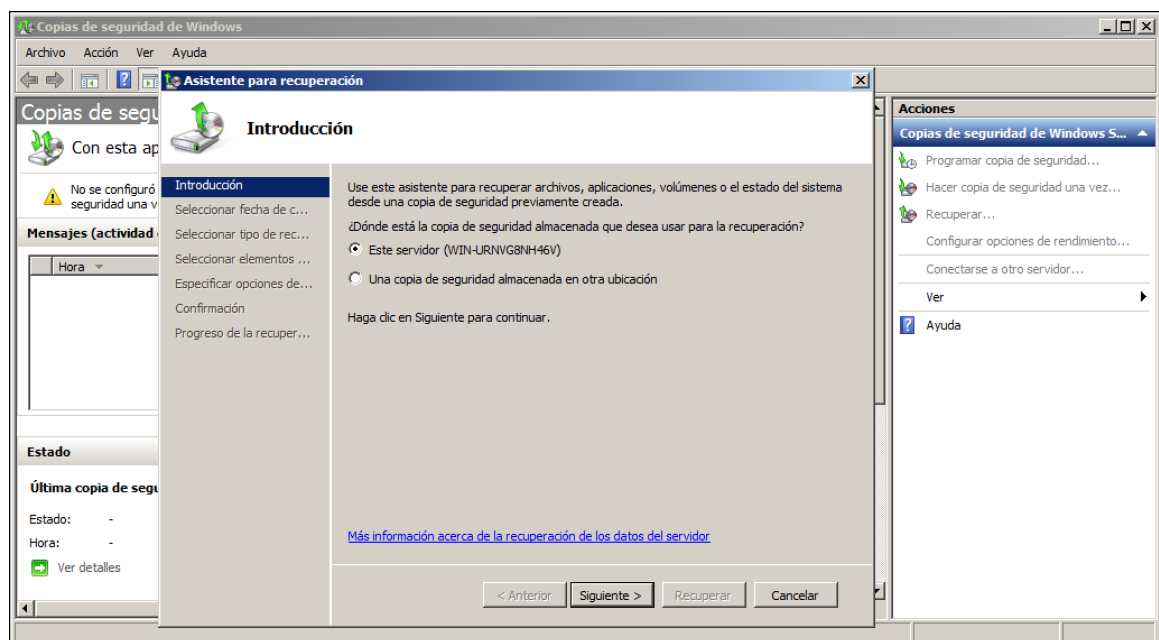 Copias de seguridad de Windows
Archivo Acción Ver Ayuda
Asistente para recuperación
Copias de segu
Con esta ap
No se configuró
seguridad una v
Mensajes (actividad
Hora
Estado
Última copia de segu
Estado: -
Hora: -
Ver detalles
Introducción
Introducción
Seleccionar fecha de c...
Seleccionar tipo de rec...
Seleccionar elementos ...
Especificar opciones de...
Confirmación
Progreso de la recuper...
Use este asistente para recuperar archivos, aplicaciones, volúmenes o el estado del sistema
desde una copia de seguridad previamente creada.
¿Dónde está la copia de seguridad almacenada que desea usar para la recuperación?
Este servidor (WIN-URNVG8NH46V)
Una copia de seguridad almacenada en otra ubicación
Haga clic en Siguiente para continuar.
Más información acerca de la recuperación de los datos del servidor
< Anterior Siguiente > Recuperar Cancelar
Acciones
Copias de seguridad de Windows S...
Programar copia de seguridad...
Hacer copia de seguridad una vez...
Recuperar...
Configurar opciones de rendimiento...
Conectarse a otro servidor...
Ver
Ayuda